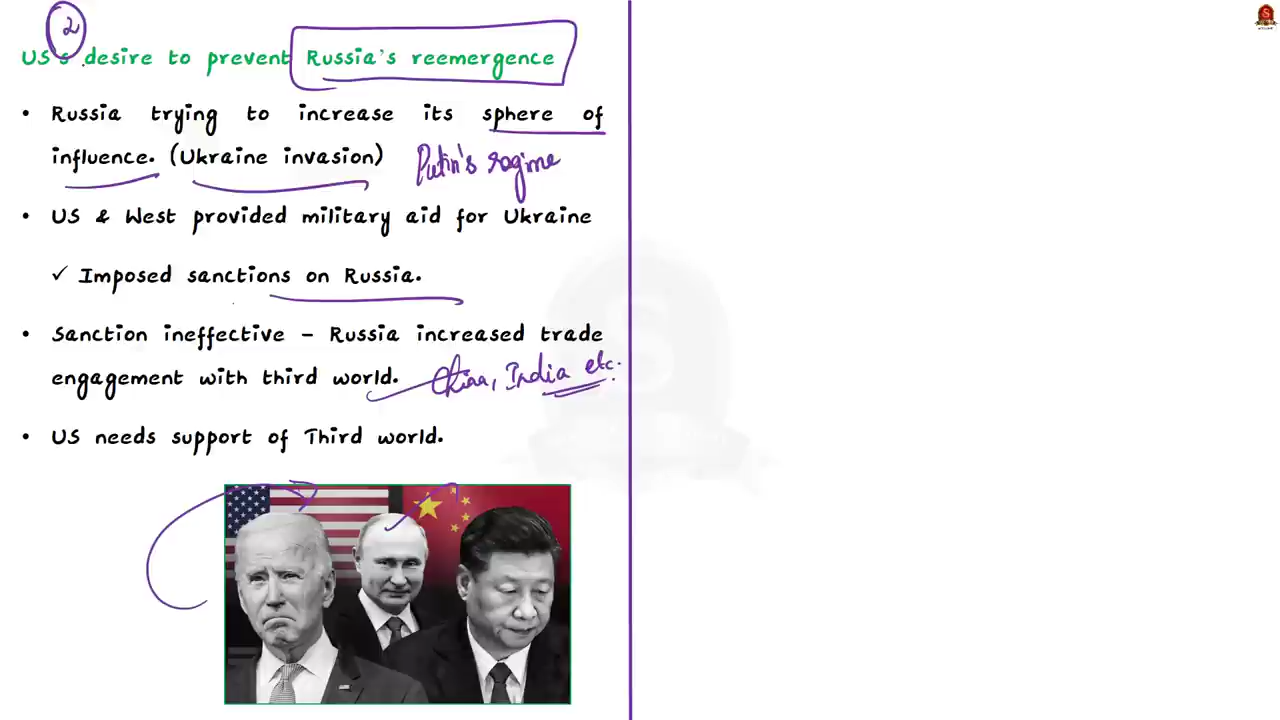 2
US's desire to prevent Russia's reemergence
• Russia trying to increase its sphere of
influence. (Ukraine invasion) Putin's regime
• US & West provided military aid for Ukraine
✓ Imposed sanctions on Russia.
• Sanction ineffective – Russia increased trade
engagement with third world. China, India etc.
• US needs support of Third world.